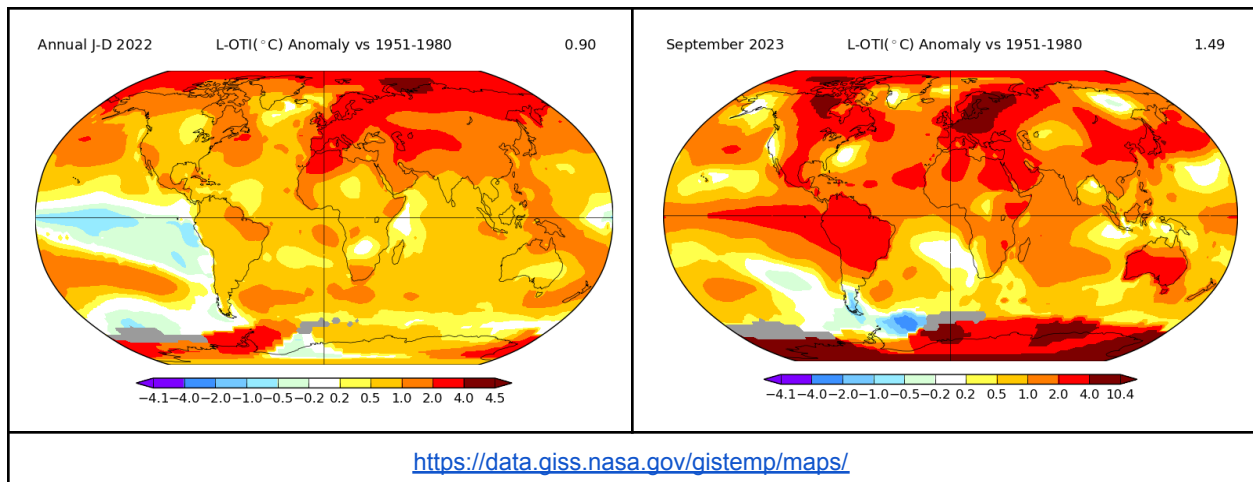 Annual J-D 2022 L-OTI(°C) Anomaly vs 1951-1980 0.90
−4.1 −4.0 −2.0 −1.0 −0.5 −0.2 0.2 0.5 1.0 2.0 4.0 4.5
September 2023 L-OTI(°C) Anomaly vs 1951-1980 1.49
−4.1 −4.0 −2.0 −1.0 −0.5 −0.2 0.2 0.5 1.0 2.0 4.0 10.4
https://data.giss.nasa.gov/gistemp/maps/